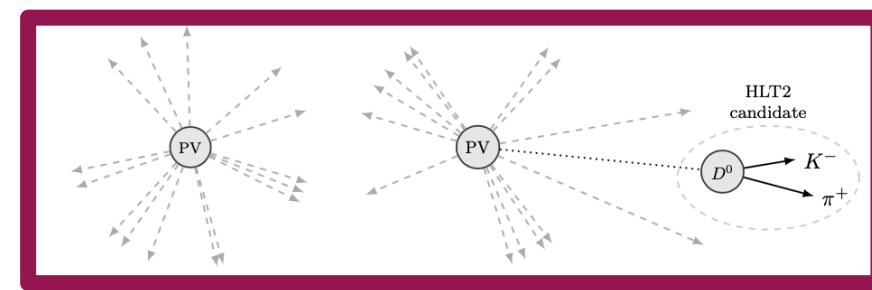 HLT2
candidate
PV
PV
D⁰
K⁻
π⁺